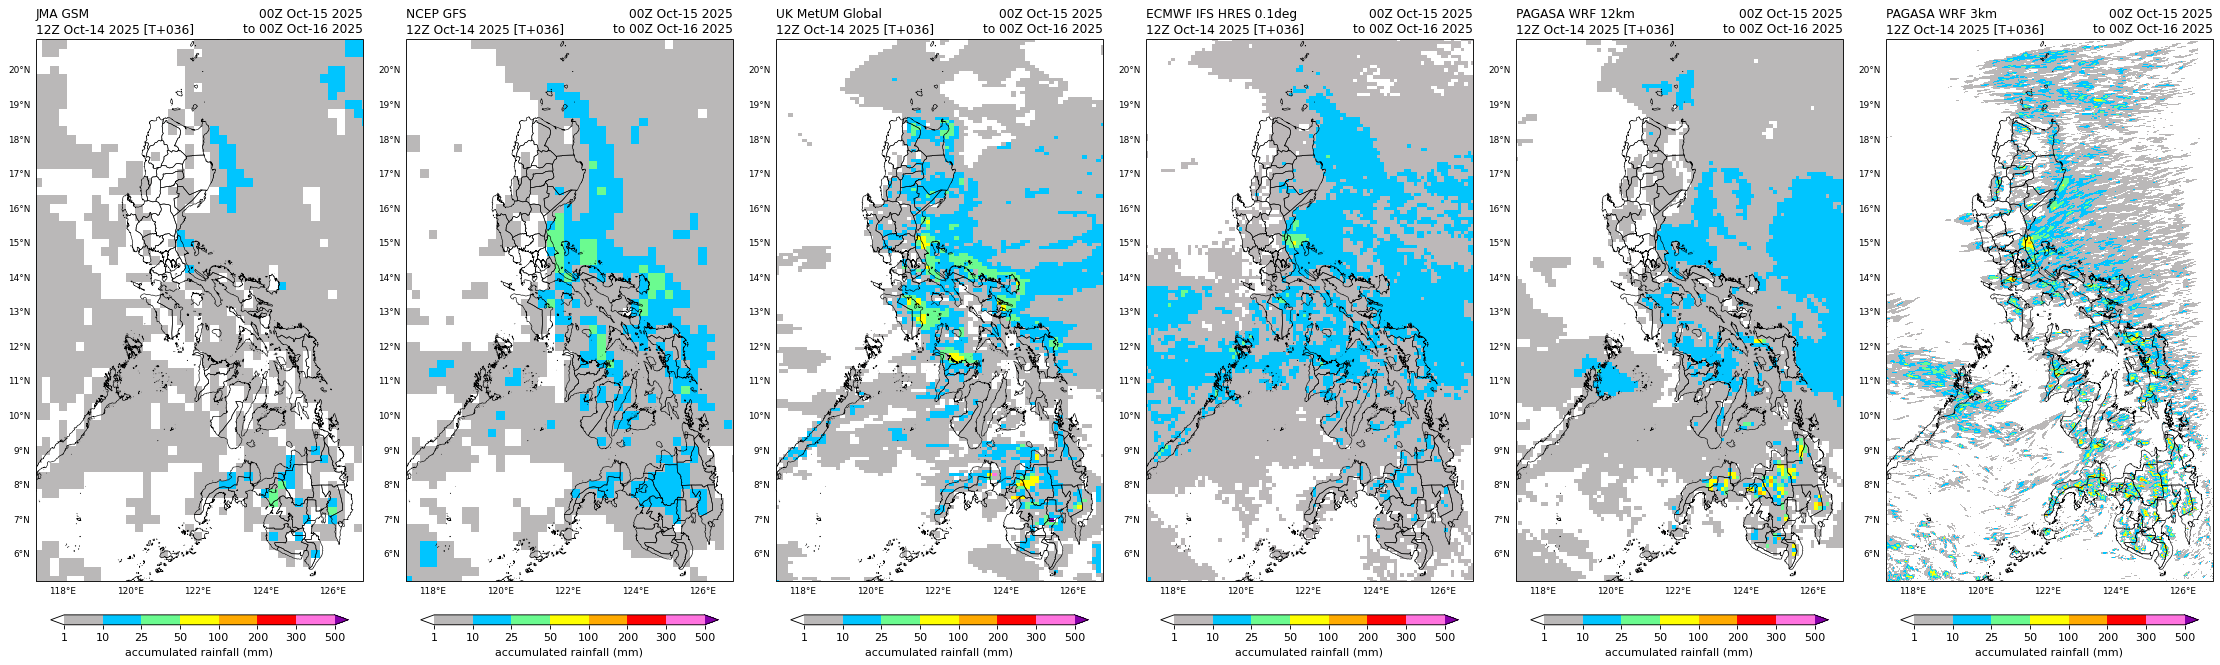 JMA GSM 00Z Oct-15 2025
12Z Oct-14 2025 [T+036] to 00Z Oct-16 2025
20°N
19°N
18°N
17°N
16°N
15°N
14°N
13°N
12°N
11°N
10°N
9°N
8°N
7°N
6°N
118°E 120°E 122°E 124°E 126°E
1 10 25 50 100 200 300 500
accumulated rainfall (mm)
NCEP GFS 00Z Oct-15 2025
12Z Oct-14 2025 [T+036] to 00Z Oct-16 2025
20°N
19°N
18°N
17°N
16°N
15°N
14°N
13°N
12°N
11°N
10°N
9°N
8°N
7°N
6°N
118°E 120°E 122°E 124°E 126°E
1 10 25 50 100 200 300 500
accumulated rainfall (mm)
UK MetUM Global 00Z Oct-15 2025
12Z Oct-14 2025 [T+036] to 00Z Oct-16 2025
20°N
19°N
18°N
17°N
16°N
15°N
14°N
13°N
12°N
11°N
10°N
9°N
8°N
7°N
6°N
118°E 120°E 122°E 124°E 126°E
1 10 25 50 100 200 300 500
accumulated rainfall (mm)
ECMWF IFS HRES 0.1deg 00Z Oct-15 2025
12Z Oct-14 2025 [T+036] to 00Z Oct-16 2025
20°N
19°N
18°N
17°N
16°N
15°N
14°N
13°N
12°N
11°N
10°N
9°N
8°N
7°N
6°N
118°E 120°E 122°E 124°E 126°E
1 10 25 50 100 200 300 500
accumulated rainfall (mm)
PAGASA WRF 12km 00Z Oct-15 2025
12Z Oct-14 2025 [T+036] to 00Z Oct-16 2025
20°N
19°N
18°N
17°N
16°N
15°N
14°N
13°N
12°N
11°N
10°N
9°N
8°N
7°N
6°N
118°E 120°E 122°E 124°E 126°E
1 10 25 50 100 200 300 500
accumulated rainfall (mm)
PAGASA WRF 3km 00Z Oct-15 2025
12Z Oct-14 2025 [T+036] to 00Z Oct-16 2025
20°N
19°N
18°N
17°N
16°N
15°N
14°N
13°N
12°N
11°N
10°N
9°N
8°N
7°N
6°N
118°E 120°E 122°E 124°E 126°E
1 10 25 50 100 200 300 500
accumulated rainfall (mm)